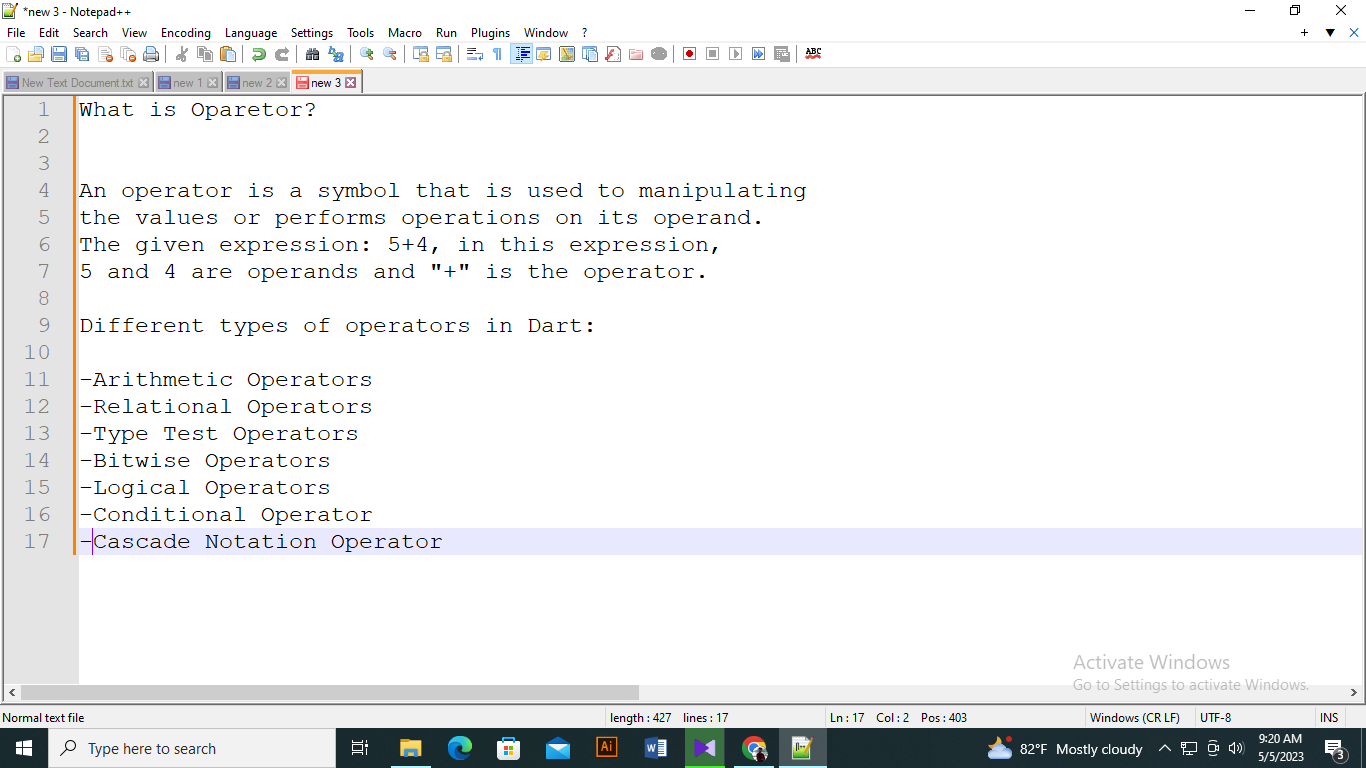 *new 3 - Notepad++
File Edit Search View Encoding Language Settings Tools Macro Run Plugins Window ?
New Text Document.txt new 1 new 2 new 3
1 What is Oparetor?
2
3
4 An operator is a symbol that is used to manipulating
5 the values or performs operations on its operand.
6 The given expression: 5+4, in this expression,
7 5 and 4 are operands and "+" is the operator.
8
9 Different types of operators in Dart:
10
11 -Arithmetic Operators
12 -Relational Operators
13 -Type Test Operators
14 -Bitwise Operators
15 -Logical Operators
16 -Conditional Operator
17 -Cascade Notation Operator
Activate Windows
Go to Settings to activate Windows.
Normal text file length : 427 lines : 17 Ln : 17 Col : 2 Pos : 403 Windows (CR LF) UTF-8 INS
Type here to search Ai 82°F Mostly cloudy 9:20 AM
5/5/2023 3